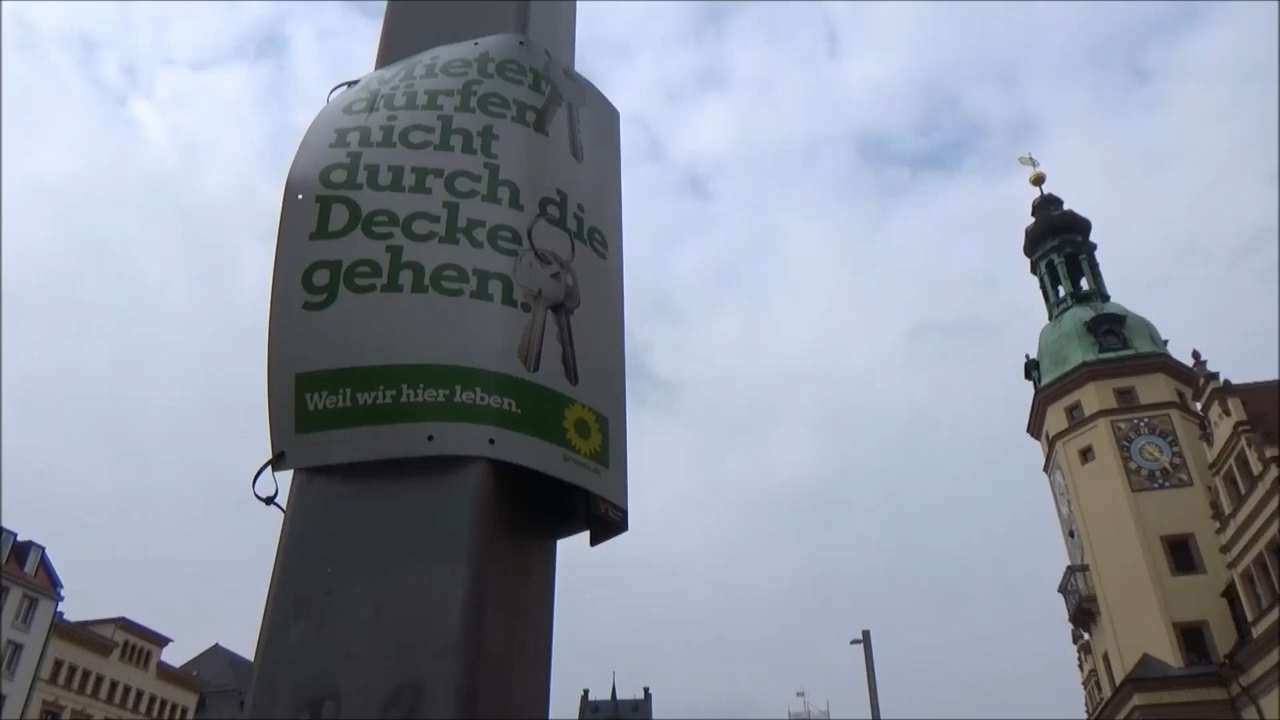 Mieter
dürfen
nicht
durch die
Decke
gehen.
Weil wir hier leben.